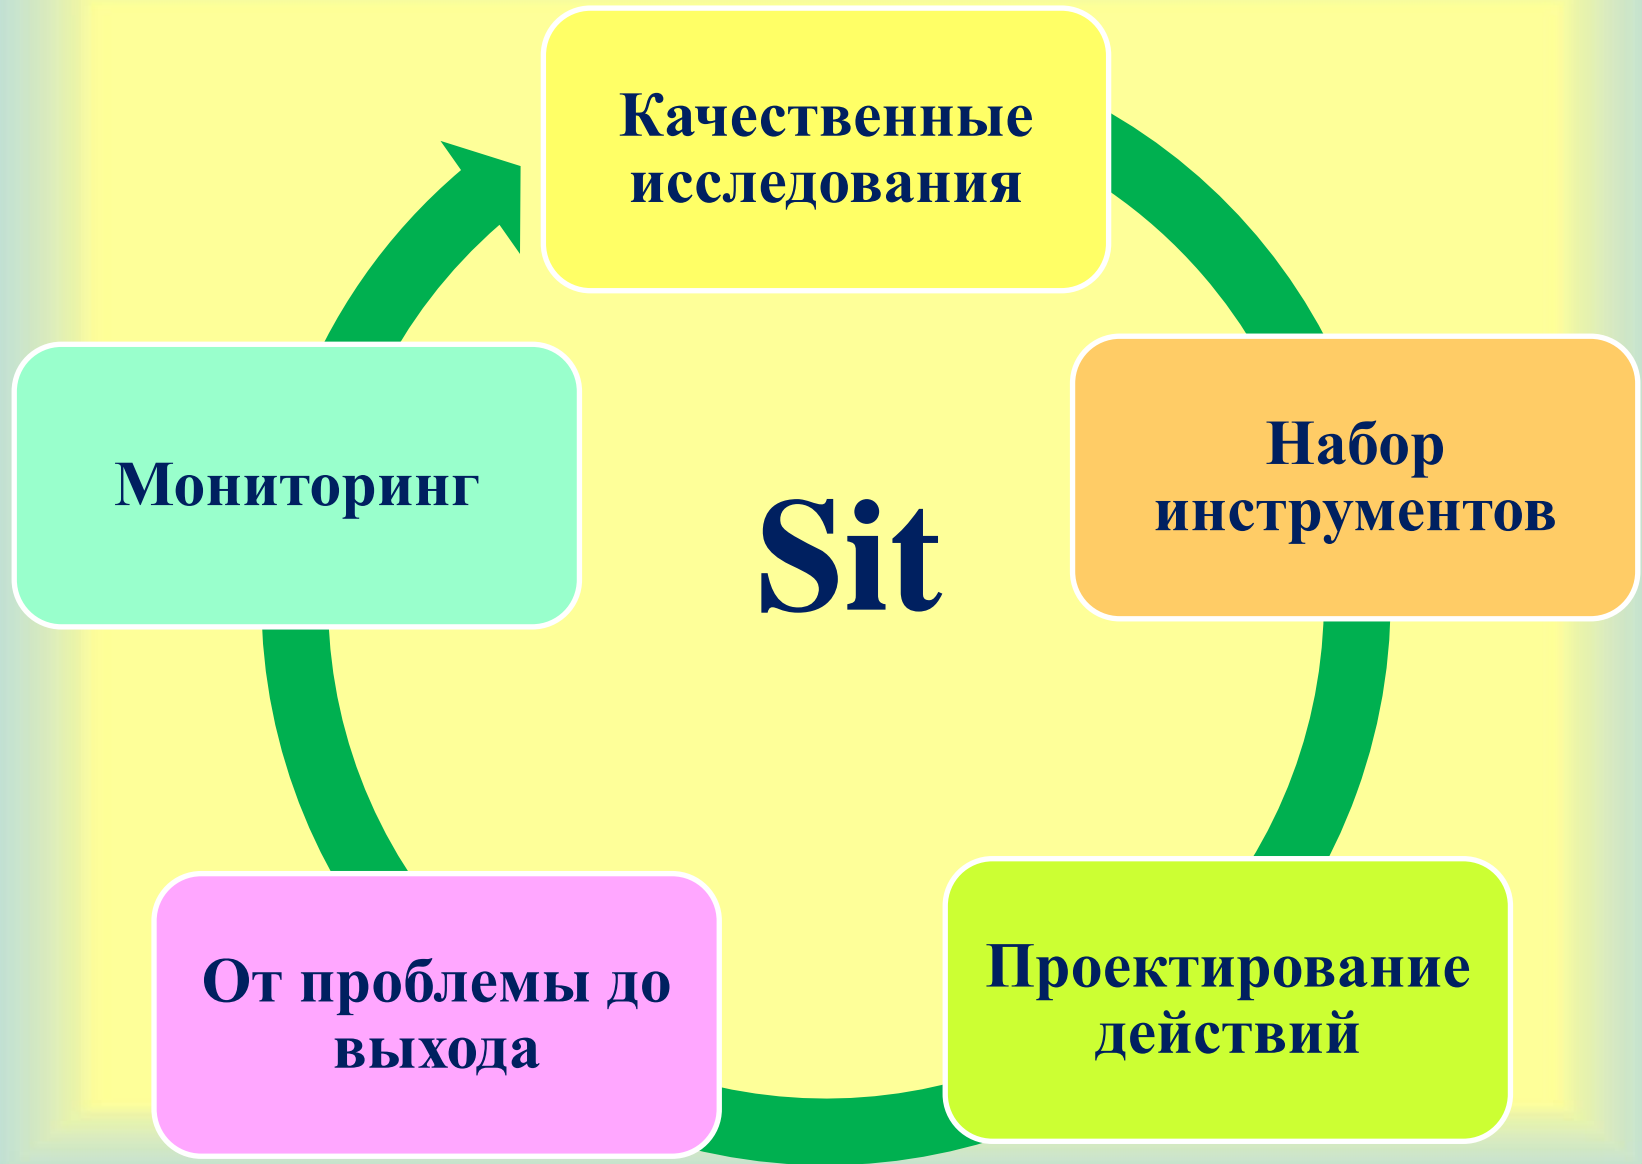 Качественные
исследования
Набор
инструментов
Мониторинг
Sit
Проектирование
действий
От проблемы до
выхода